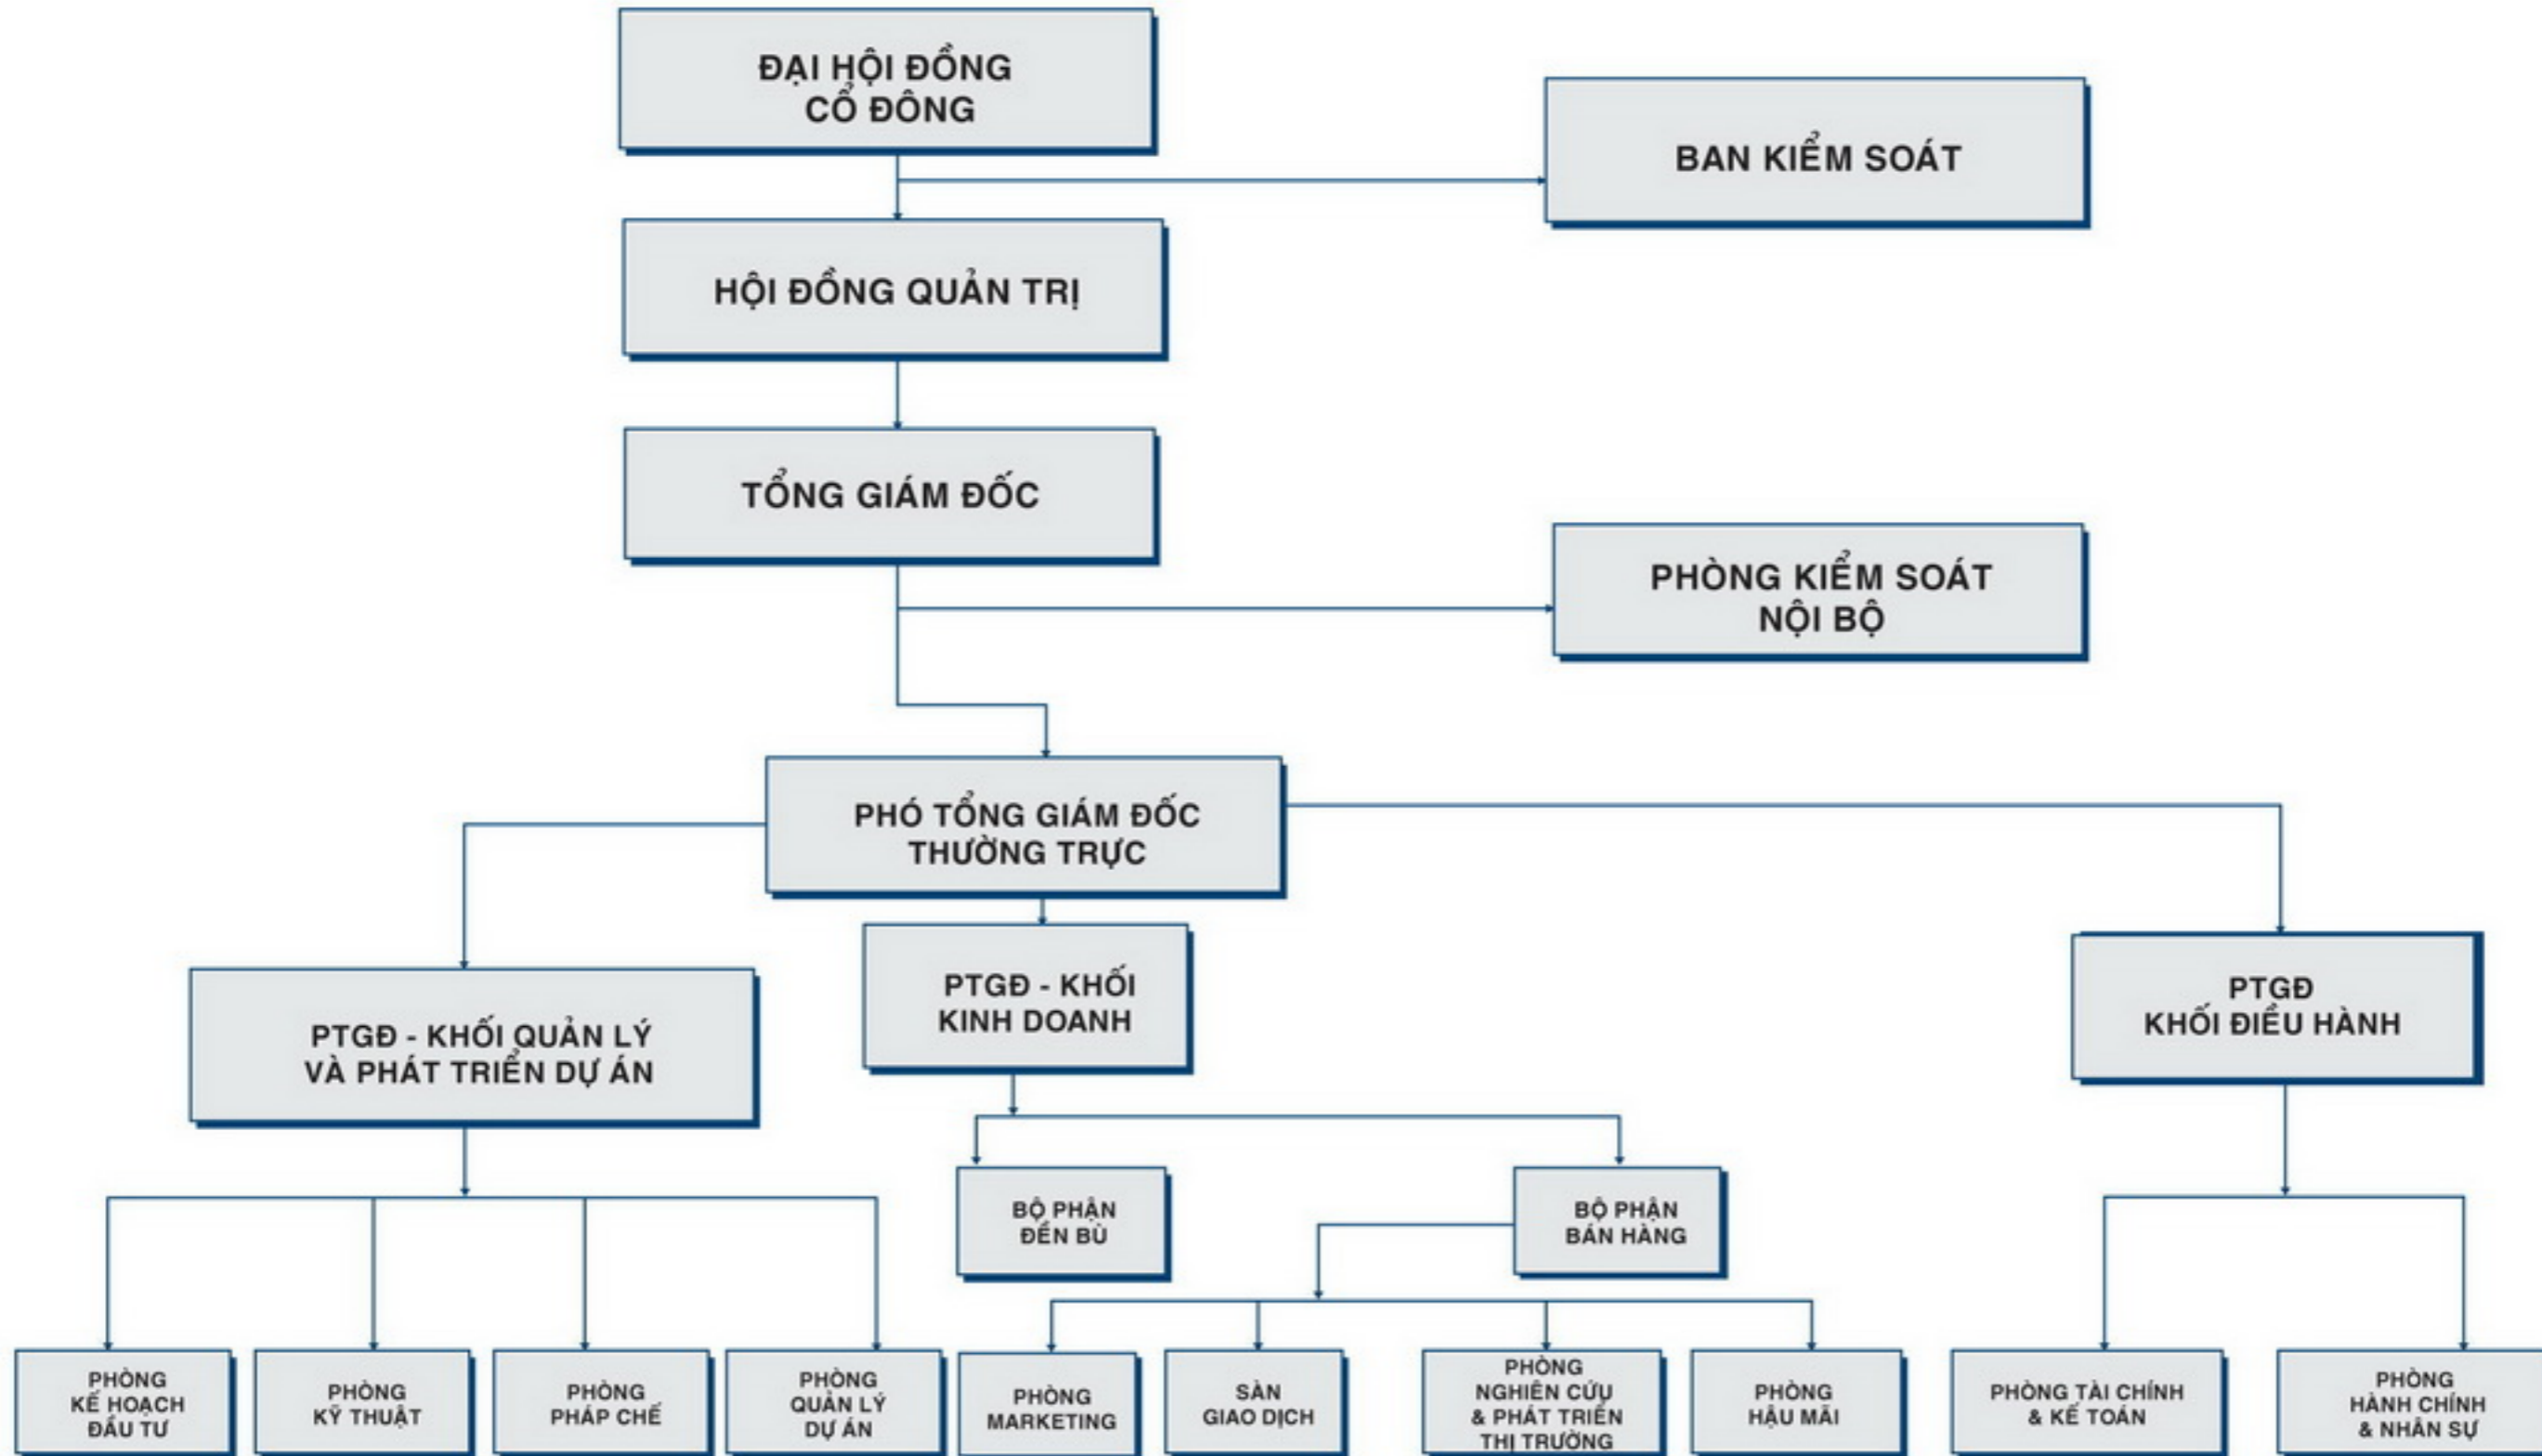 ĐẠI HỘI ĐỒNG
CỔ ĐÔNG
BAN KIỂM SOÁT
HỘI ĐỒNG QUẢN TRỊ
TỔNG GIÁM ĐỐC
PHÒNG KIỂM SOÁT
NỘI BỘ
PHÓ TỔNG GIÁM ĐỐC
THƯỜNG TRỰC
PTGĐ - KHỐI QUẢN LÝ
VÀ PHÁT TRIỂN DỰ ÁN
PTGĐ - KHỐI
KINH DOANH
PTGĐ
KHỐI ĐIỀU HÀNH
BỘ PHẬN
ĐỀN BÙ
BỘ PHẬN
BÁN HÀNG
PHÒNG
KẾ HOẠCH
ĐẦU TƯ
PHÒNG
KỸ THUẬT
PHÒNG
PHÁP CHẾ
PHÒNG
QUẢN LÝ
DỰ ÁN
PHÒNG
MARKETING
SÀN
GIAO DỊCH
PHÒNG
NGHIÊN CỨU
& PHÁT TRIỂN
THỊ TRƯỜNG
PHÒNG
HẬU MÃI
PHÒNG TÀI CHÍNH
& KẾ TOÁN
PHÒNG
HÀNH CHÍNH
& NHÂN SỰ